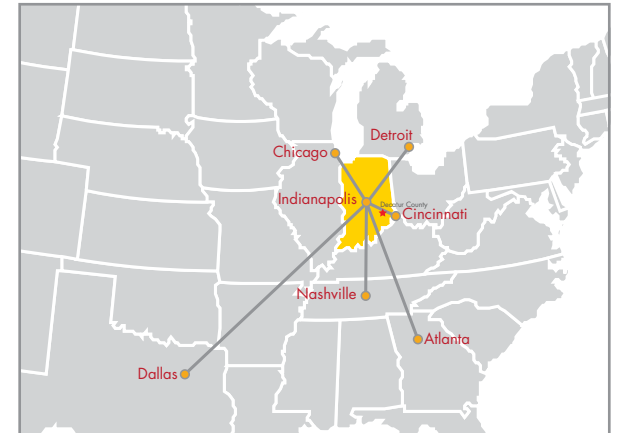 Detroit
Chicago
Indianapolis
Decatur County
Cincinnati
Nashville
Atlanta
Dallas